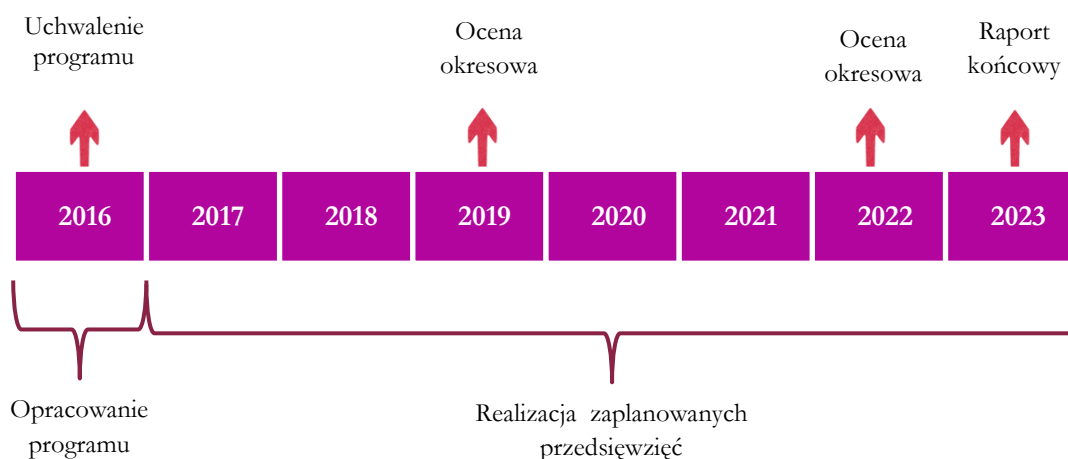 Uchwalenie
programu
Ocena
okresowa
Ocena
okresowa
Raport
końcowy
2016
2017
2018
2019
2020
2021
2022
2023
Opracowanie
programu
Realizacja zaplanowanych
przedsięwzięć